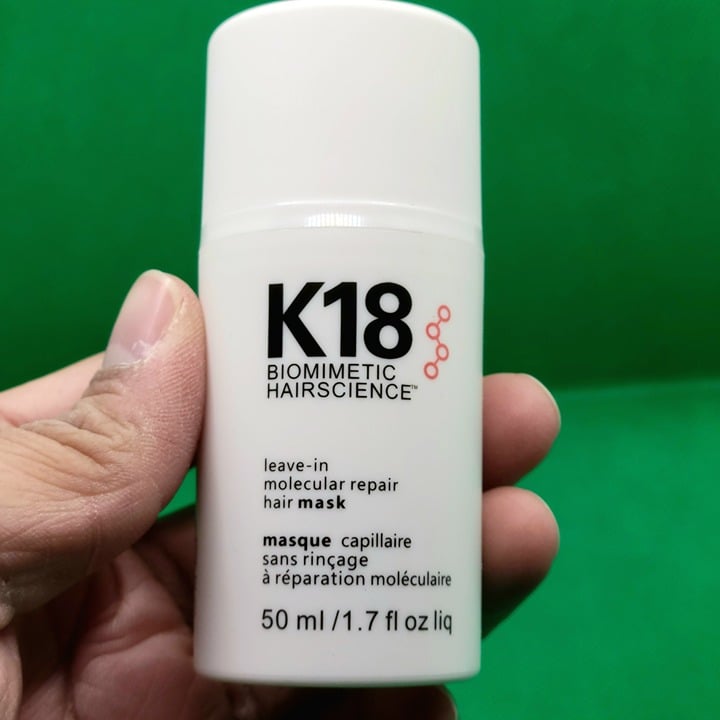 K18
BIOMIMETIC
HAIRSCIENCE™
leave-in
molecular repair
hair mask
masque capillaire
sans rinçage
à réparation moléculaire
50 ml /1.7 fl oz liq